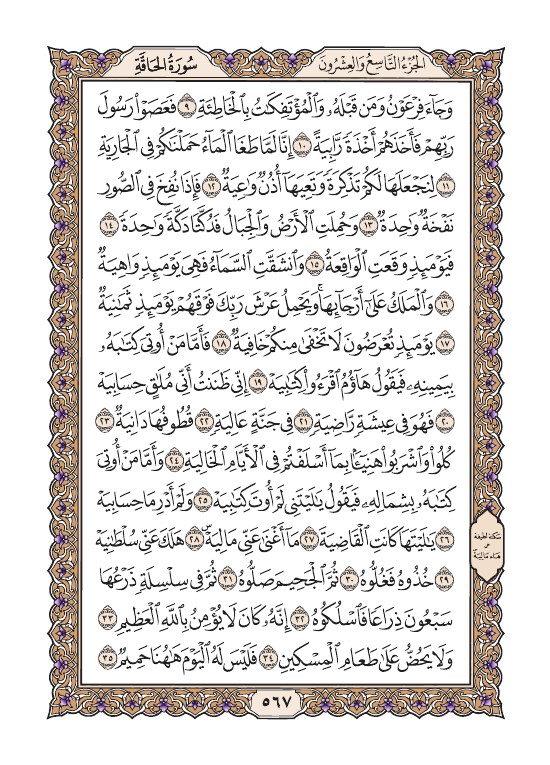 الجُزْءُ التَّاسِعُ وَالعِشْرُونَ
سُورَةُ الحَاقَّةِ
وَجَآءَ فِرْعَوْنُ وَمَن قَبْلَهُۥ وَٱلْمُؤْتَفِكَٰتُ بِٱلْخَاطِئَةِ ٩ فَعَصَوْا۟ رَسُولَ
رَبِّهِمْ فَأَخَذَهُمْ أَخْذَةً رَّابِيَةً ١٠ إِنَّا لَمَّا طَغَا ٱلْمَآءُ حَمَلْنَٰكُمْ فِى ٱلْجَارِيَةِ
١١ لِنَجْعَلَهَا لَكُمْ تَذْكِرَةً وَتَعِيَهَآ أُذُنٌ وَٰعِيَةٌ ١٢ فَإِذَا نُفِخَ فِى ٱلصُّورِ
نَفْخَةٌ وَٰحِدَةٌ ١٣ وَحُمِلَتِ ٱلْأَرْضُ وَٱلْجِبَالُ فَدُكَّتَا دَكَّةً وَٰحِدَةً ١٤
فَيَوْمَئِذٍ وَقَعَتِ ٱلْوَاقِعَةُ ١٥ وَٱنشَقَّتِ ٱلسَّمَآءُ فَهِىَ يَوْمَئِذٍ وَاهِيَةٌ
١٦ وَٱلْمَلَكُ عَلَىٰٓ أَرْجَآئِهَا ۚ وَيَحْمِلُ عَرْشَ رَبِّكَ فَوْقَهُمْ يَوْمَئِذٍ ثَمَٰنِيَةٌ
١٧ يَوْمَئِذٍ تُعْرَضُونَ لَا تَخْفَىٰ مِنكُمْ خَافِيَةٌ ١٨ فَأَمَّا مَنْ أُوتِىَ كِتَٰبَهُۥ
بِيَمِينِهِۦ فَيَقُولُ هَآؤُمُ ٱقْرَءُوا۟ كِتَٰبِيَهْ ١٩ إِنِّى ظَنَنتُ أَنِّى مُلَٰقٍ حِسَابِيَهْ
٢٠ فَهُوَ فِى عِيشَةٍ رَّاضِيَةٍ ٢١ فِى جَنَّةٍ عَالِيَةٍ ٢٢ قُطُوفُهَا دَانِيَةٌ ٢٣
كُلُوا۟ وَٱشْرَبُوا۟ هَنِيٓـًٔۢا بِمَآ أَسْلَفْتُمْ فِى ٱلْأَيَّامِ ٱلْخَالِيَةِ ٢٤ وَأَمَّا مَنْ أُوتِىَ
كِتَٰبَهُۥ بِشِمَالِهِۦ فَيَقُولُ يَٰلَيْتَنِى لَمْ أُوتَ كِتَٰبِيَهْ ٢٥ وَلَمْ أَدْرِ مَا حِسَابِيَهْ
٢٦ يَٰلَيْتَهَا كَانَتِ ٱلْقَاضِيَةَ ٢٧ مَآ أَغْنَىٰ عَنِّى مَالِيَهْ ۜ ٢٨ هَلَكَ عَنِّى سُلْطَٰنِيَهْ
٢٩ خُذُوهُ فَغُلُّوهُ ٣٠ ثُمَّ ٱلْجَحِيمَ صَلُّوهُ ٣١ ثُمَّ فِى سِلْسِلَةٍ ذَرْعُهَا
سَبْعُونَ ذِرَاعًا فَٱسْلُكُوهُ ٣٢ إِنَّهُۥ كَانَ لَا يُؤْمِنُ بِٱللَّهِ ٱلْعَظِيمِ ٣٣
وَلَا يَحُضُّ عَلَىٰ طَعَامِ ٱلْمِسْكِينِ ٣٤ فَلَيْسَ لَهُ ٱلْيَوْمَ هَٰهُنَا حَمِيمٌ ٣٥
سكتة لطيفة
على
هاء مَالِيَهْ
٥٦٧